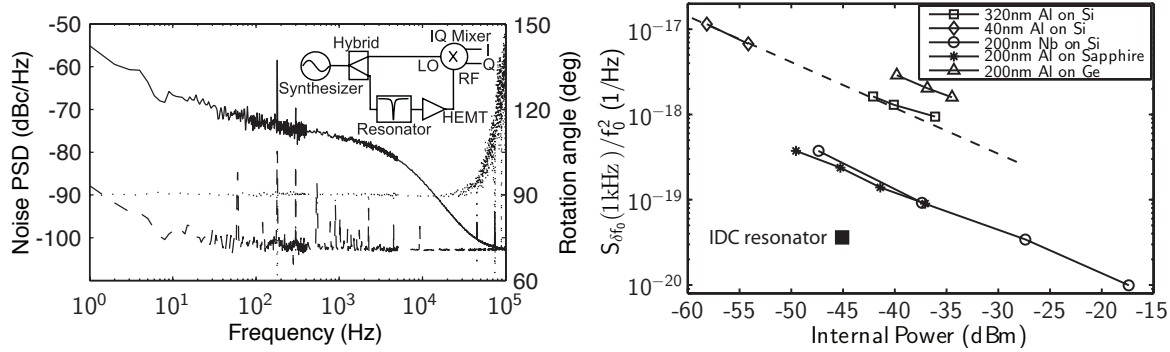 Noise PSD (dBc/Hz)
-50
-60
-70
-80
-90
-100
10^0
10^1
10^2
10^3
10^4
10^5
Frequency (Hz)
150
120
90
60
Rotation angle (deg)
Hybrid
IQ Mixer
I
Q
LO
RF
Synthesizer
Resonator
HEMT
S_{δf_0}(1kHz)/f_0^2 (1/Hz)
10^{-17}
10^{-18}
10^{-19}
10^{-20}
320nm Al on Si
40nm Al on Si
200nm Nb on Si
200nm Al on Sapphire
200nm Al on Ge
IDC resonator
-60
-55
-50
-45
-40
-35
-30
-25
-20
-15
Internal Power (dBm)